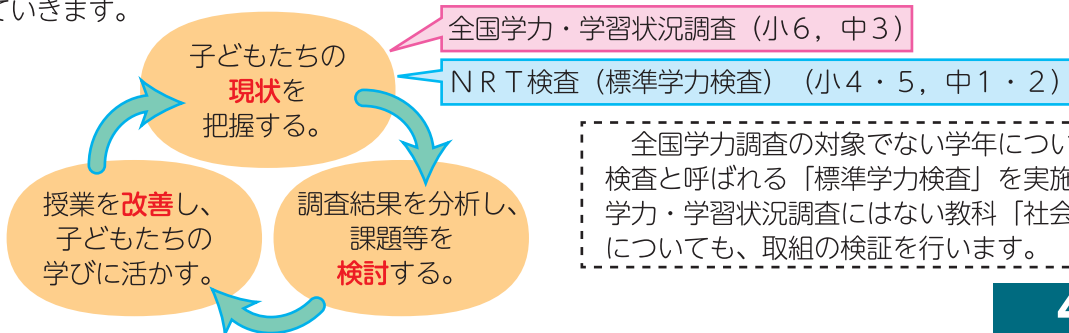 ていきます。
全国学力・学習状況調査（小６，中３）
ＮＲＴ検査（標準学力検査）（小４・５，中１・２）
子どもたちの
現状を
把握する。
調査結果を分析し、
課題等を
検討する。
授業を改善し、
子どもたちの
学びに活かす。
全国学力調査の対象でない学年につい
検査と呼ばれる「標準学力検査」を実施
学力・学習状況調査にはない教科「社会
についても、取組の検証を行います。